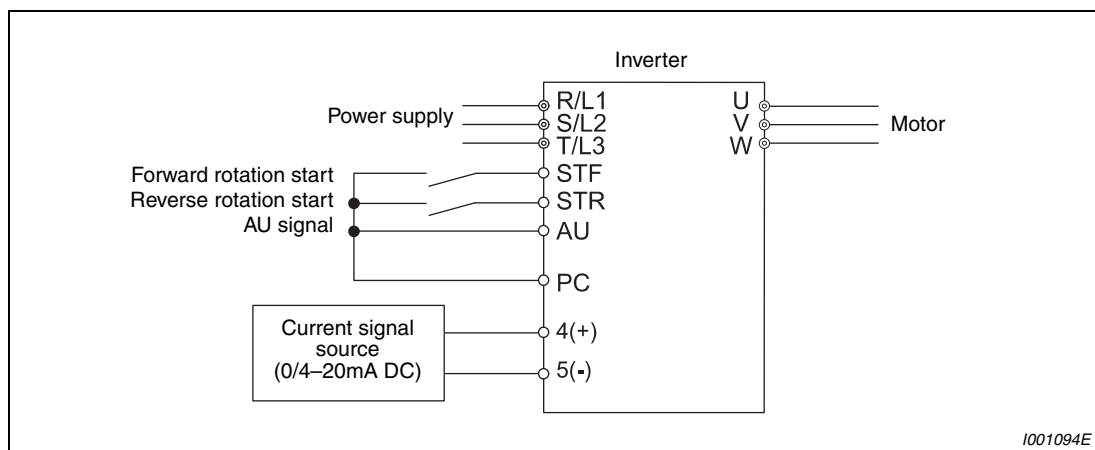 Inverter
Power supply
R/L1
S/L2
T/L3
U
V
W
Motor
Forward rotation start
Reverse rotation start
AU signal
STF
STR
AU
PC
Current signal
source
(0/4–20mA DC)
4(+)
5(-)
I001094E